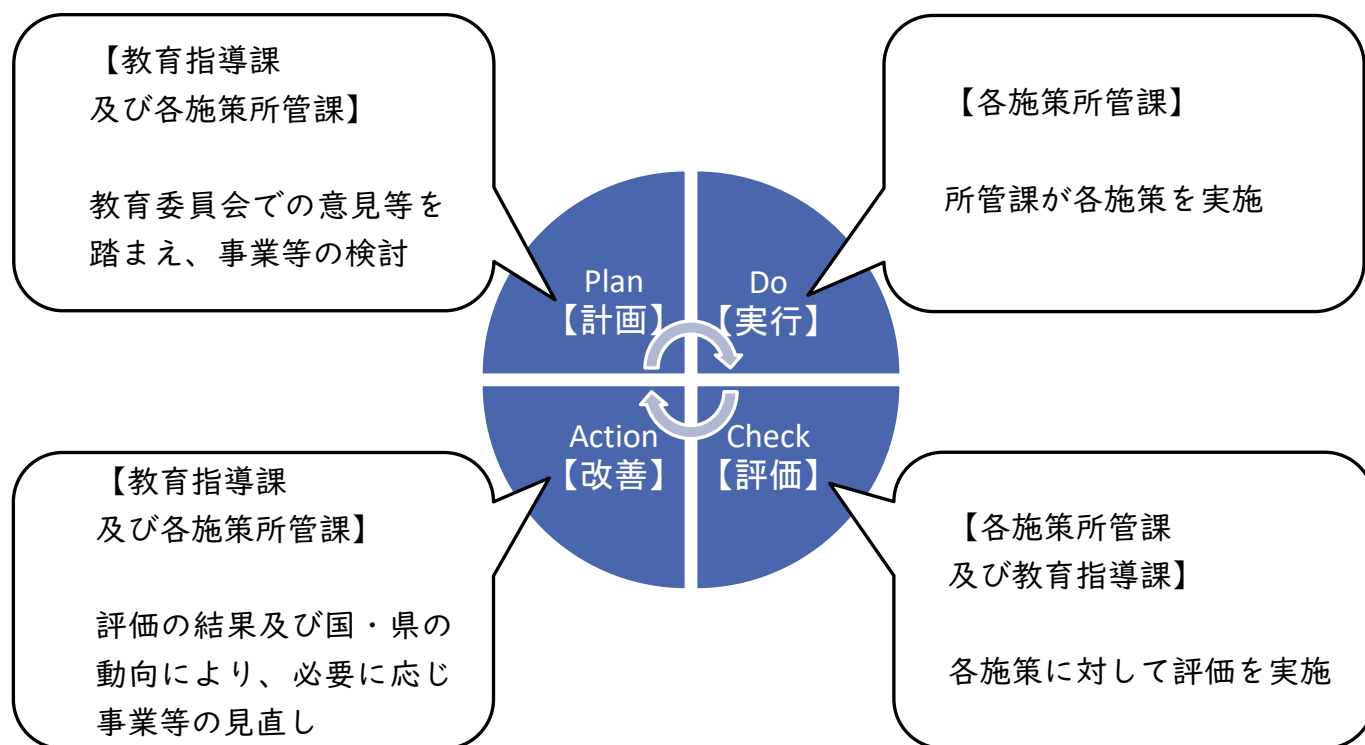 【教育指導課
及び各施策所管課】
教育委員会での意見等を
踏まえ、事業等の検討
【各施策所管課】
所管課が各施策を実施
Plan
【計画】
Do
【実行】
Action
【改善】
Check
【評価】
【教育指導課
及び各施策所管課】
評価の結果及び国・県の
動向により、必要に応じ
事業等の見直し
【各施策所管課
及び教育指導課】
各施策に対して評価を実施